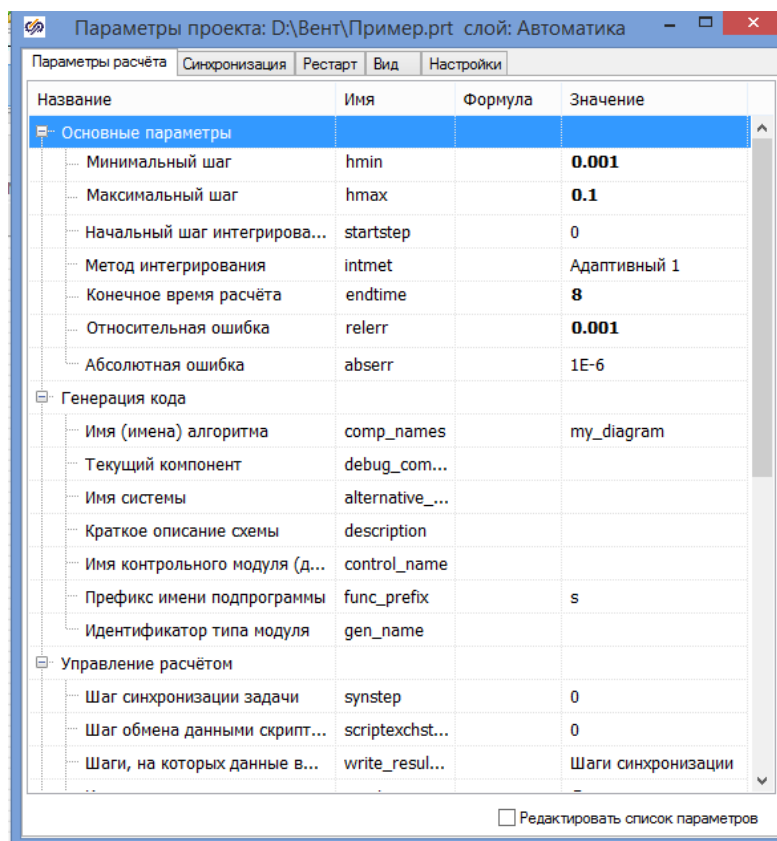 Параметры проекта: D:\Вент\Пример.prt слой: Автоматика
Параметры расчёта Синхронизация Рестарт Вид Настройки
Название Имя Формула Значение
Основные параметры
Минимальный шаг hmin 0.001
Максимальный шаг hmax 0.1
Начальный шаг интегрирова... startstep 0
Метод интегрирования intmet Адаптивный 1
Конечное время расчёта endtime 8
Относительная ошибка relerr 0.001
Абсолютная ошибка abserr 1E-6
Генерация кода
Имя (имена) алгоритма comp_names my_diagram
Текущий компонент debug_com...
Имя системы alternative_...
Краткое описание схемы description
Имя контрольного модуля (д... control_name
Префикс имени подпрограммы func_prefix s
Идентификатор типа модуля gen_name
Управление расчётом
Шаг синхронизации задачи synstep 0
Шаг обмена данными скрипт... scriptexchst... 0
Шаги, на которых данные в... write_resul... Шаги синхронизации
Редактировать список параметров